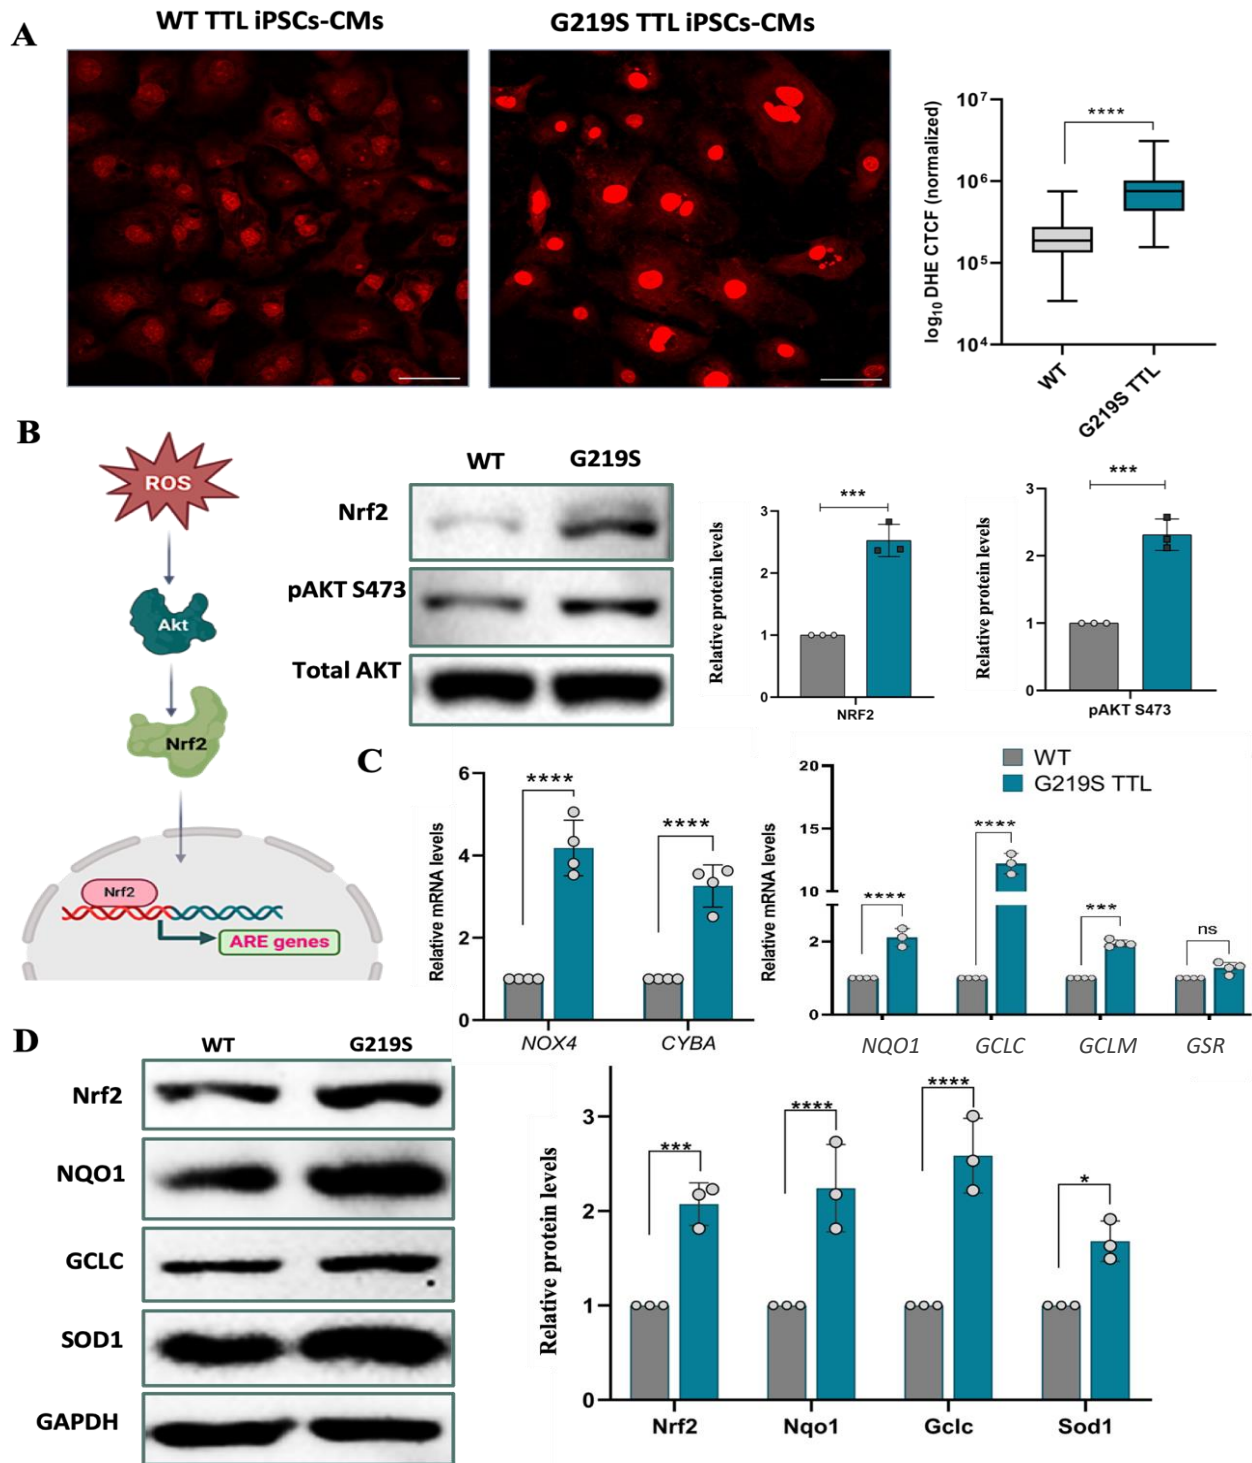 A
WT TTL iPSCs-CMs
G219S TTL iPSCs-CMs
log₁₀ DHE CTCF (normalized)
10⁷
10⁶
10⁵
10⁴
****
WT
G219S TTL
B
ROS
Akt
Nrf2
Nrf2
ARE genes
WT
G219S
Nrf2
pAKT S473
Total AKT
Relative protein levels
3
2
1
0
***
NRF2
Relative protein levels
3
2
1
0
***
pAKT S473
C
Relative mRNA levels
6
4
2
0
****
****
NOX4
CYBA
WT
G219S TTL
Relative mRNA levels
20
15
10
2
0
****
****
***
ns
NQO1
GCLC
GCLM
GSR
D
WT
G219S
Nrf2
NQO1
GCLC
SOD1
GAPDH
Relative protein levels
3
2
1
0
***
****
****
*
Nrf2
Nqo1
Gclc
Sod1